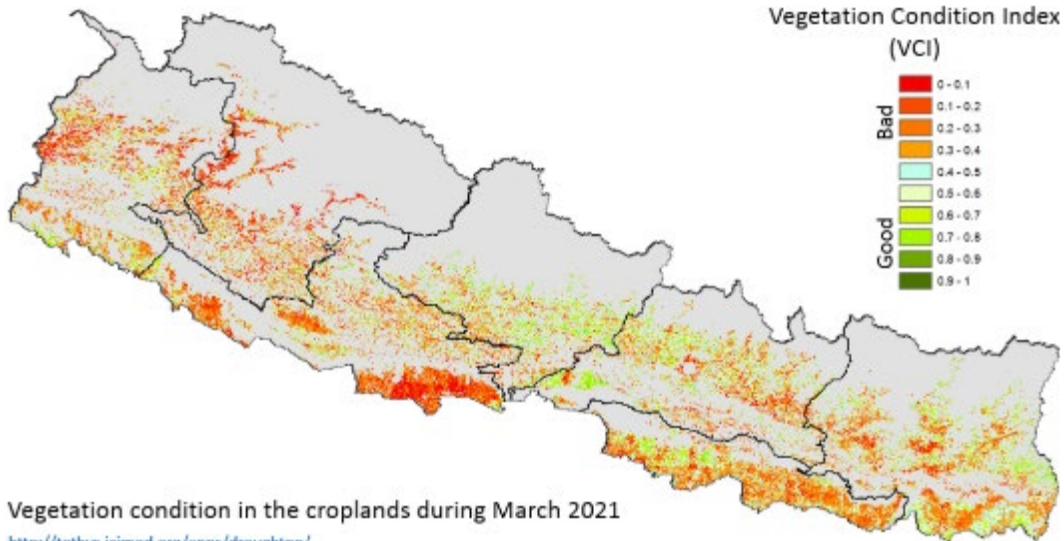 Vegetation Condition Index
(VCI)
Bad
Good
0 - 0.1
0.1 - 0.2
0.2 - 0.3
0.3 - 0.4
0.4 - 0.5
0.5 - 0.6
0.6 - 0.7
0.7 - 0.8
0.8 - 0.9
0.9 - 1
Vegetation condition in the croplands during March 2021